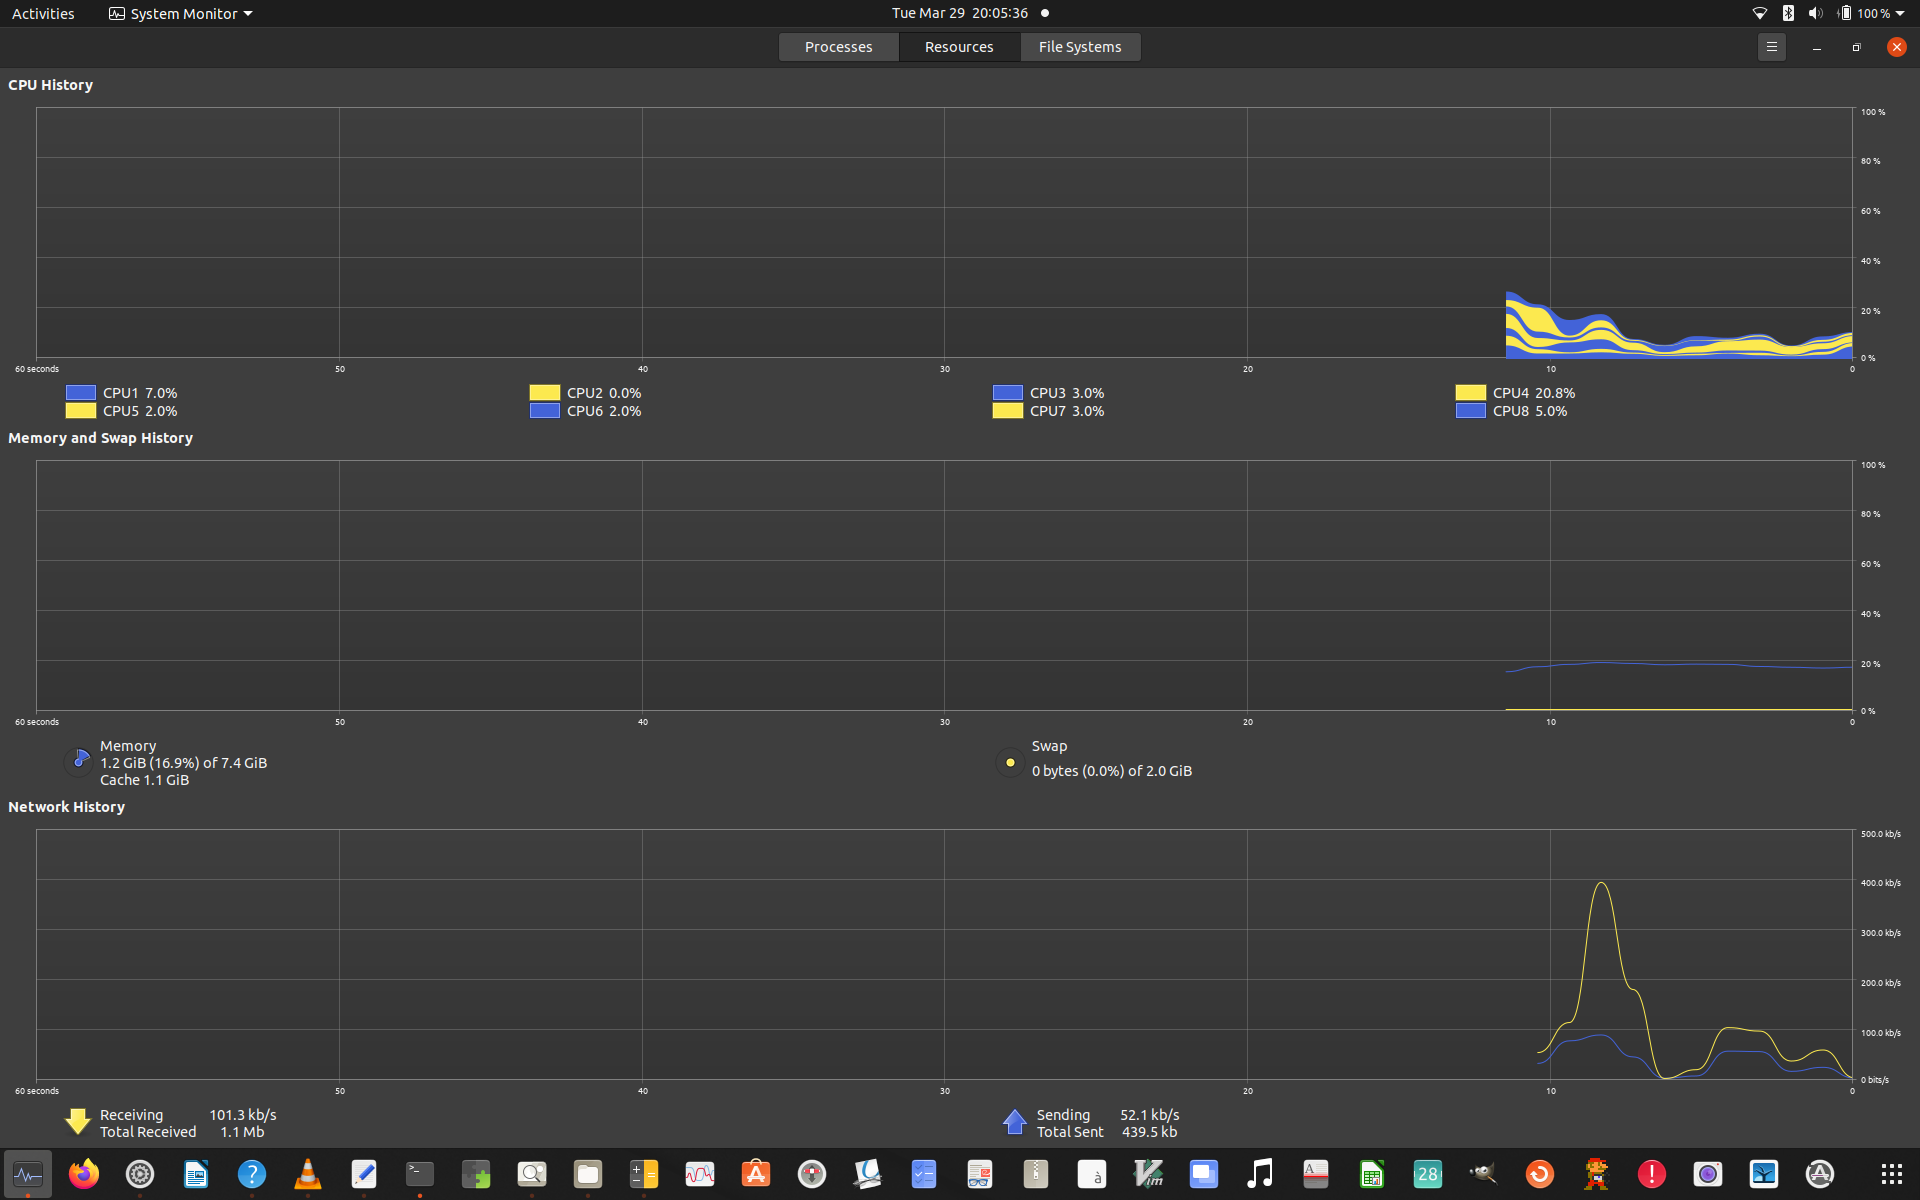 Activities System Monitor Tue Mar 29 20:05:36 100 %
Processes Resources File Systems
CPU History
100 %
80 %
60 %
40 %
20 %
0 %
60 seconds 50 40 30 20 10 0
CPU1 7.0% CPU2 0.0% CPU3 3.0% CPU4 20.8%
CPU5 2.0% CPU6 2.0% CPU7 3.0% CPU8 5.0%
Memory and Swap History
100 %
80 %
60 %
40 %
20 %
0 %
60 seconds 50 40 30 20 10 0
Memory
1.2 GiB (16.9%) of 7.4 GiB
Cache 1.1 GiB
Swap
0 bytes (0.0%) of 2.0 GiB
Network History
500.0 kb/s
400.0 kb/s
300.0 kb/s
200.0 kb/s
100.0 kb/s
0 bits/s
60 seconds 50 40 30 20 10 0
Receiving 101.3 kb/s
Total Received 1.1 Mb
Sending 52.1 kb/s
Total Sent 439.5 kb
? >_ à Vim A 28 !